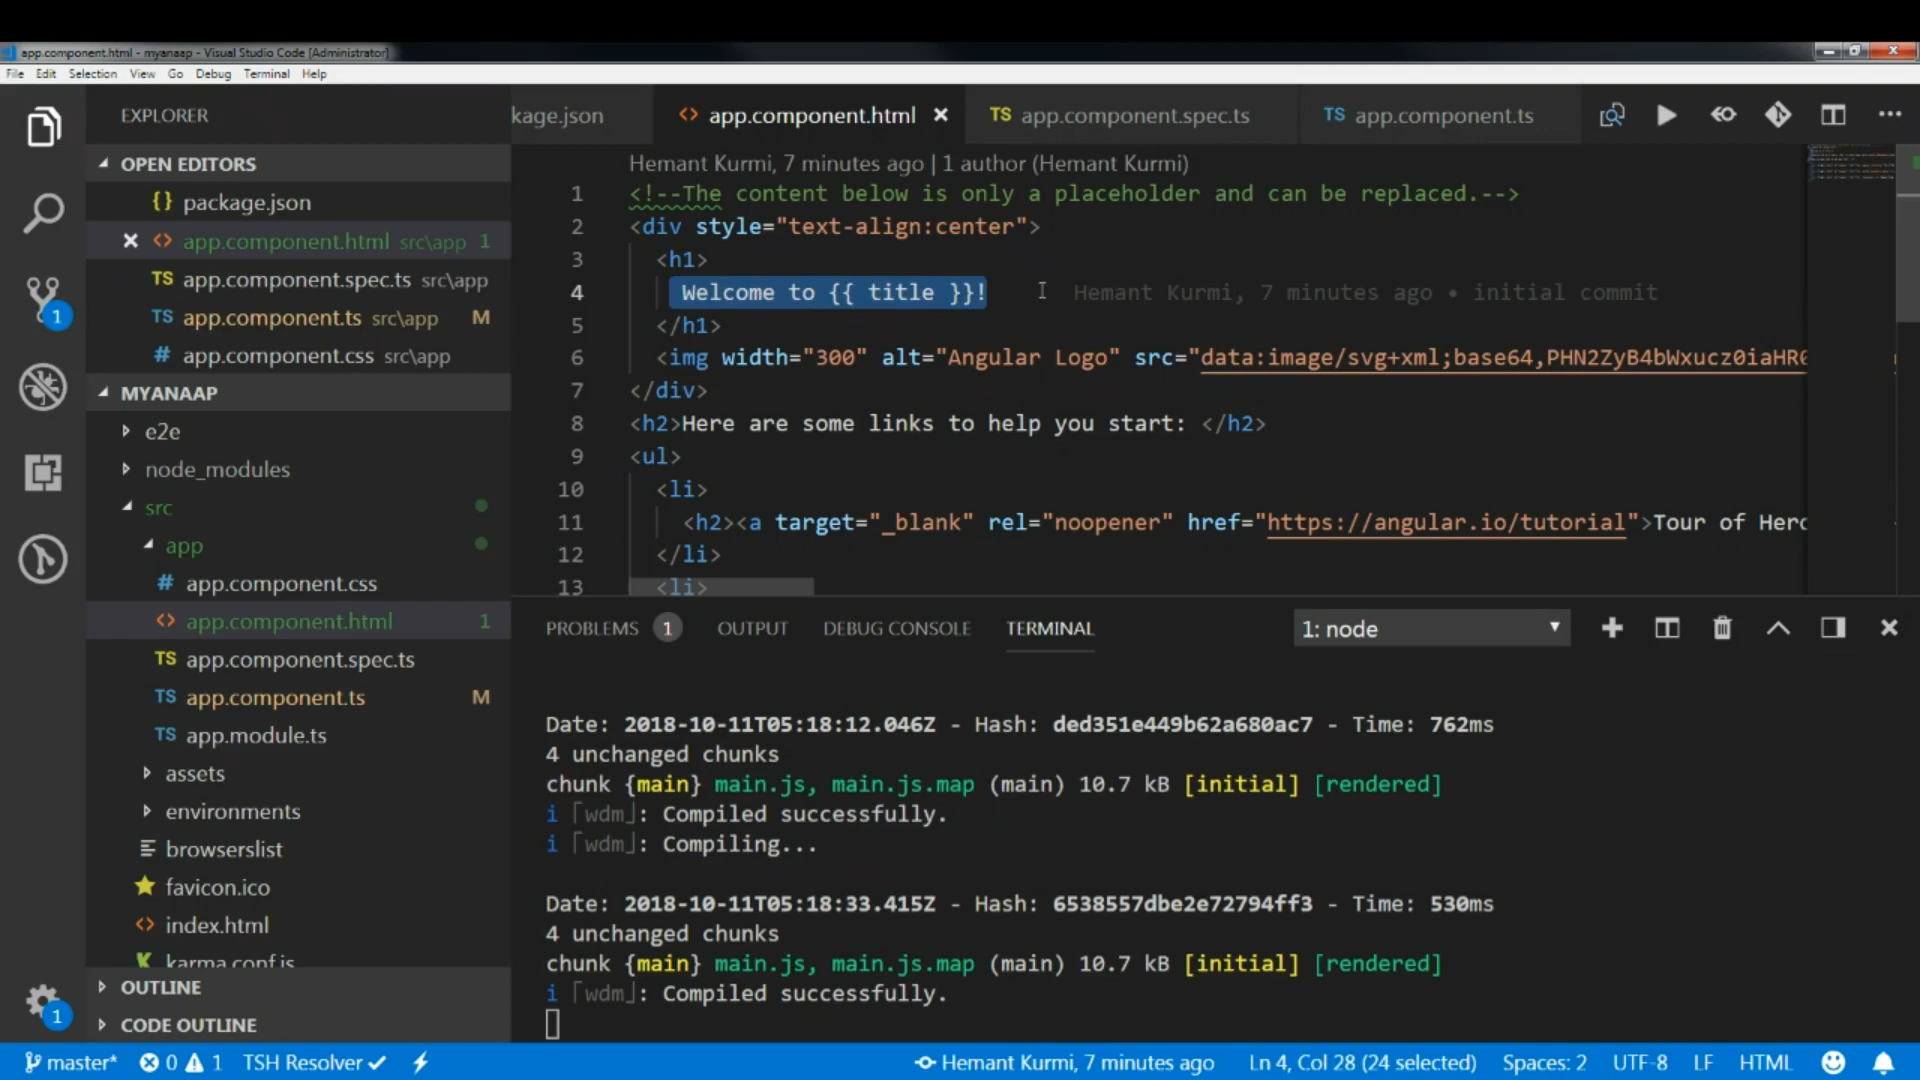 app.component.html - myanaap - Visual Studio Code [Administrator]
File Edit Selection View Go Debug Terminal Help
EXPLORER
OPEN EDITORS
{} package.json
app.component.html src\app 1
TS app.component.spec.ts src\app
TS app.component.ts src\app M
# app.component.css src\app
MYANAAP
e2e
node_modules
src
app
# app.component.css
<> app.component.html 1
TS app.component.spec.ts
TS app.component.ts M
TS app.module.ts
assets
environments
browserslist
favicon.ico
<> index.html
karma.conf.js
OUTLINE
CODE OUTLINE
1
1
kage.json
<> app.component.html
TS app.component.spec.ts
TS app.component.ts
Hemant Kurmi, 7 minutes ago | 1 author (Hemant Kurmi)
1 <!--The content below is only a placeholder and can be replaced.-->
2 <div style="text-align:center">
3 <h1>
4 Welcome to {{ title }}! Hemant Kurmi, 7 minutes ago • initial commit
5 </h1>
6 <img width="300" alt="Angular Logo" src="data:image/svg+xml;base64,PHN2ZyB4bWxucz0iaHR0
7 </div>
8 <h2>Here are some links to help you start: </h2>
9 <ul>
10 <li>
11 <h2><a target="_blank" rel="noopener" href="https://angular.io/tutorial">Tour of Hero
12 </li>
13 <li>
PROBLEMS 1 OUTPUT DEBUG CONSOLE TERMINAL 1: node
Date: 2018-10-11T05:18:12.046Z - Hash: ded351e449b62a680ac7 - Time: 762ms
4 unchanged chunks
chunk {main} main.js, main.js.map (main) 10.7 kB [initial] [rendered]
i ｢wdm｣: Compiled successfully.
i ｢wdm｣: Compiling...
Date: 2018-10-11T05:18:33.415Z - Hash: 6538557dbe2e72794ff3 - Time: 530ms
4 unchanged chunks
chunk {main} main.js, main.js.map (main) 10.7 kB [initial] [rendered]
i ｢wdm｣: Compiled successfully.
master* 0 1 TSH Resolver Hemant Kurmi, 7 minutes ago Ln 4, Col 28 (24 selected) Spaces: 2 UTF-8 LF HTML